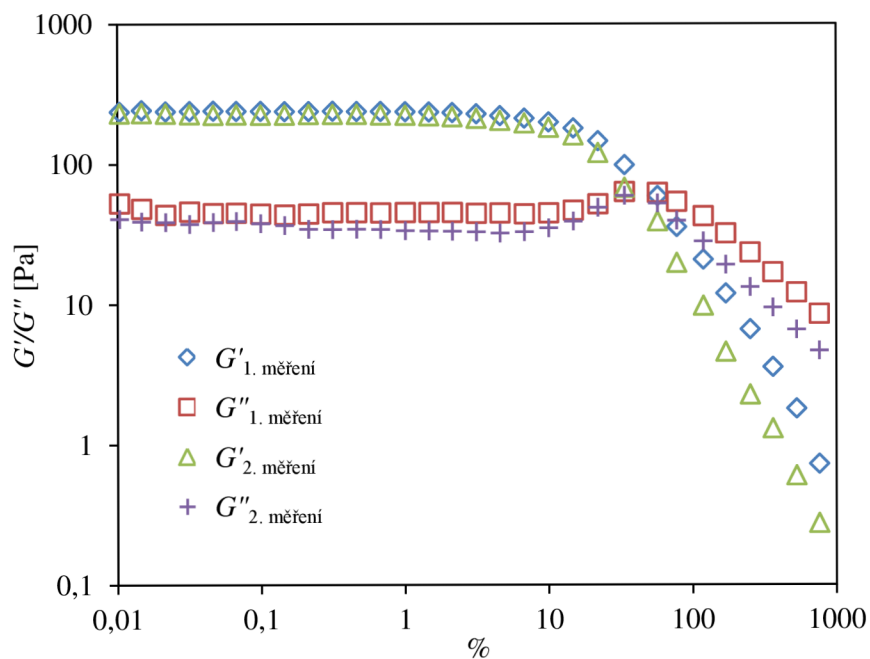 1000
100
10
1
0,1
G'/G'' [Pa]
G'1. měření
G''1. měření
G'2. měření
G''2. měření
0,01 0,1 1 10 100 1000
%